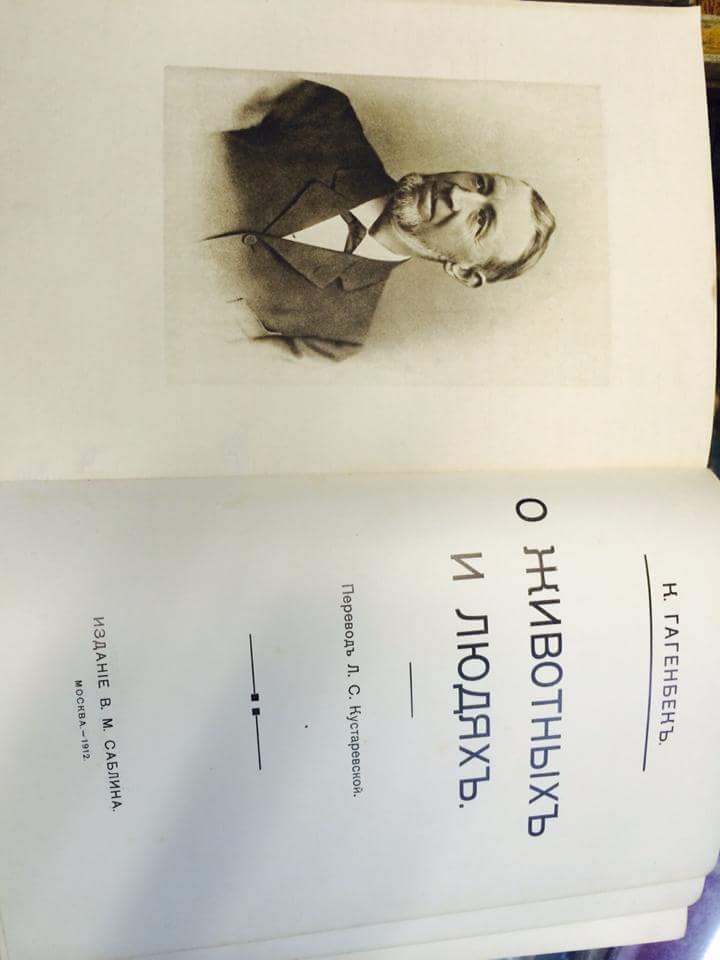 К. ГАГЕНБЕКЪ.
О ЖИВОТНЫХЪ
И ЛЮДЯХЪ.
Переводъ Л. С. Кустаревской.
ИЗДАНІЕ В. М. САБЛИНА.
МОСКВА.—1912.